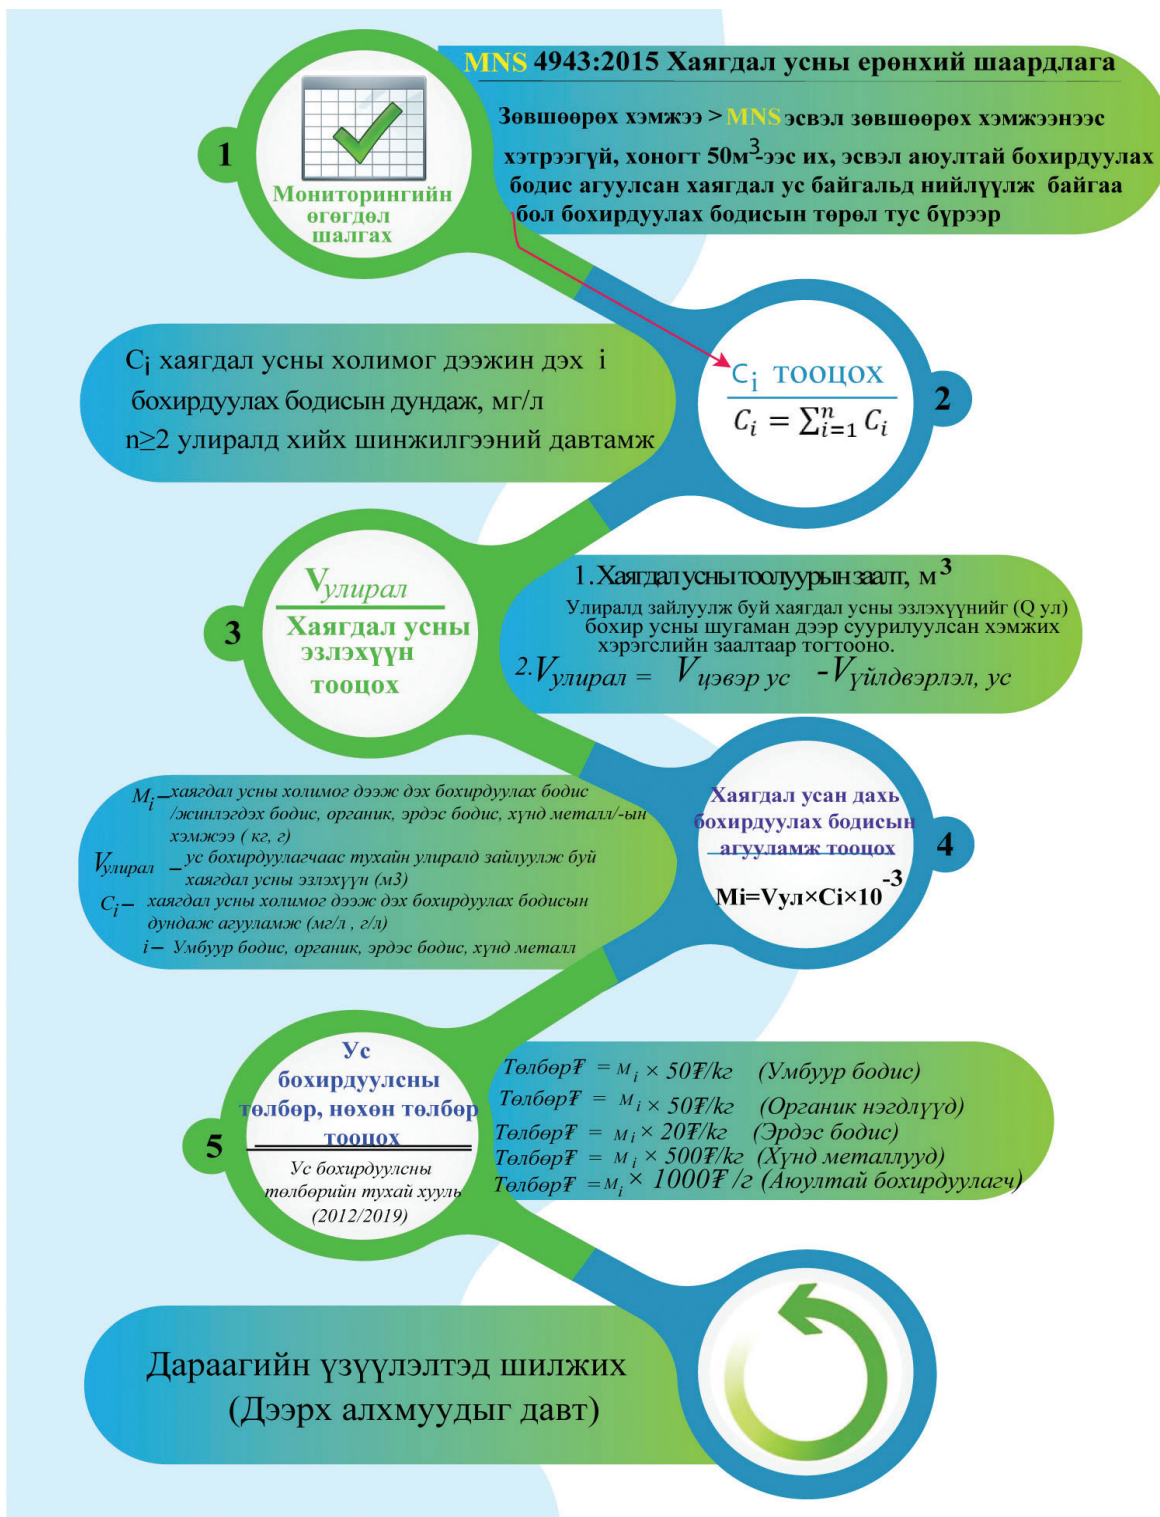 MNS 4943:2015 Хаягдал усны ерөнхий шаардлага
Зөвшөөрөх хэмжээ > MNS эсвэл зөвшөөрөх хэмжээнээс
хэтрээгүй, хоногт 50м³-ээс их, эсвэл аюултай бохирдуулах
бодис агуулсан хаягдал ус байгальд нийлүүлж байгаа
бол бохирдуулах бодисын төрөл тус бүрээр
1
Мониторингийн
өгөгдөл
шалгах
Ci хаягдал усны холимог дээжин дэх i
бохирдуулах бодисын дундаж, мг/л
n≥2 улиралд хийх шинжилгээний давтамж
Ci тооцох
2
Ci = ∑ⁿi=1 Ci
Vулирал
3
Хаягдал усны
эзлэхүүн
тооцох
1. Хаягдал усны тоолуурын заалт, м³
Улиралд зайлуулж буй хаягдал усны эзлэхүүнийг (Q ул)
бохир усны шугаман дээр суурилуулсан хэмжих
хэрэгслийн заалтаар тогтооно.
2. Vулирал = Vцэвэр ус -Vүйлдвэрлэл, ус
Mi – хаягдал усны холимог дээж дэх бохирдуулах бодис
/жинлэгдэх бодис, органик, эрдэс бодис, хүнд металл/-ын
хэмжээ ( кг, г)
Vулирал – ус бохирдуулагчаас тухайн улиралд зайлуулж буй
хаягдал усны эзлэхүүн (м3)
Ci – хаягдал усны холимог дээж дэх бохирдуулах бодисын
дундаж агууламж (мг/л , г/л)
i – Умбуур бодис, органик, эрдэс бодис, хүнд металл
Хаягдал усан дахь
бохирдуулах бодисын
агууламж тооцох
4
Mi=Vул×Ci×10⁻³
Ус
бохирдуулсны
төлбөр, нөхөн төлбөр
тооцох
5
Ус бохирдуулсны
төлбөрийн тухай хууль
(2012/2019)
Төлбөр₮ = Mi × 50₮/кг (Умбуур бодис)
Төлбөр₮ = Mi × 50₮/кг (Органик нэгдлүүд)
Төлбөр₮ = Mi × 20₮/кг (Эрдэс бодис)
Төлбөр₮ = Mi × 500₮/кг (Хүнд металлууд)
Төлбөр₮ =Mi × 1000₮ /г (Аюултай бохирдуулагч)
Дараагийн үзүүлэлтэд шилжих
(Дээрх алхмуудыг давт)